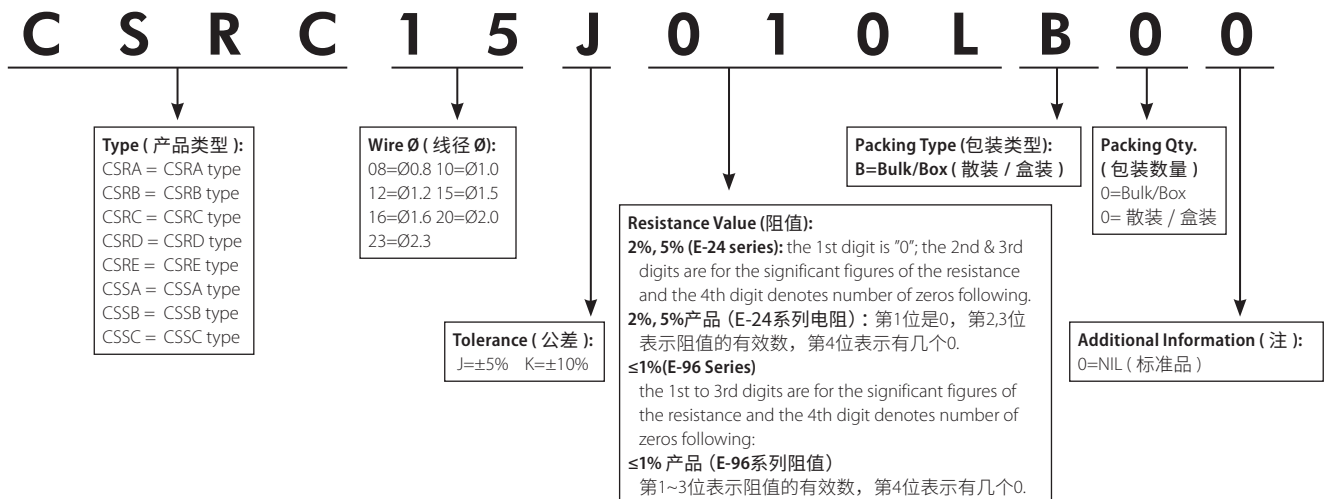 C S R C 1 5 J 0 1 0 L B 0 0
Type ( 产品类型 ):
CSRA = CSRA type
CSRB = CSRB type
CSRC = CSRC type
CSRD = CSRD type
CSRE = CSRE type
CSSA = CSSA type
CSSB = CSSB type
CSSC = CSSC type
Wire Ø ( 线径 Ø):
08=Ø0.8 10=Ø1.0
12=Ø1.2 15=Ø1.5
16=Ø1.6 20=Ø2.0
23=Ø2.3
Tolerance ( 公差 ):
J=±5% K=±10%
Resistance Value (阻值):
2%, 5% (E-24 series): the 1st digit is "0"; the 2nd & 3rd
digits are for the significant figures of the resistance
and the 4th digit denotes number of zeros following.
2%, 5%产品（E-24系列电阻）：第1位是0，第2,3位
表示阻值的有效数，第4位表示有几个0.
≤1%(E-96 Series)
the 1st to 3rd digits are for the significant figures of
the resistance and the 4th digit denotes number of
zeros following:
≤1% 产品（E-96系列阻值）
第1~3位表示阻值的有效数，第4位表示有几个0.
Packing Type (包装类型):
B=Bulk/Box ( 散装 / 盒装 )
Packing Qty.
( 包装数量 )
0=Bulk/Box
0= 散装 / 盒装
Additional Information ( 注 ):
0=NIL ( 标准品 )